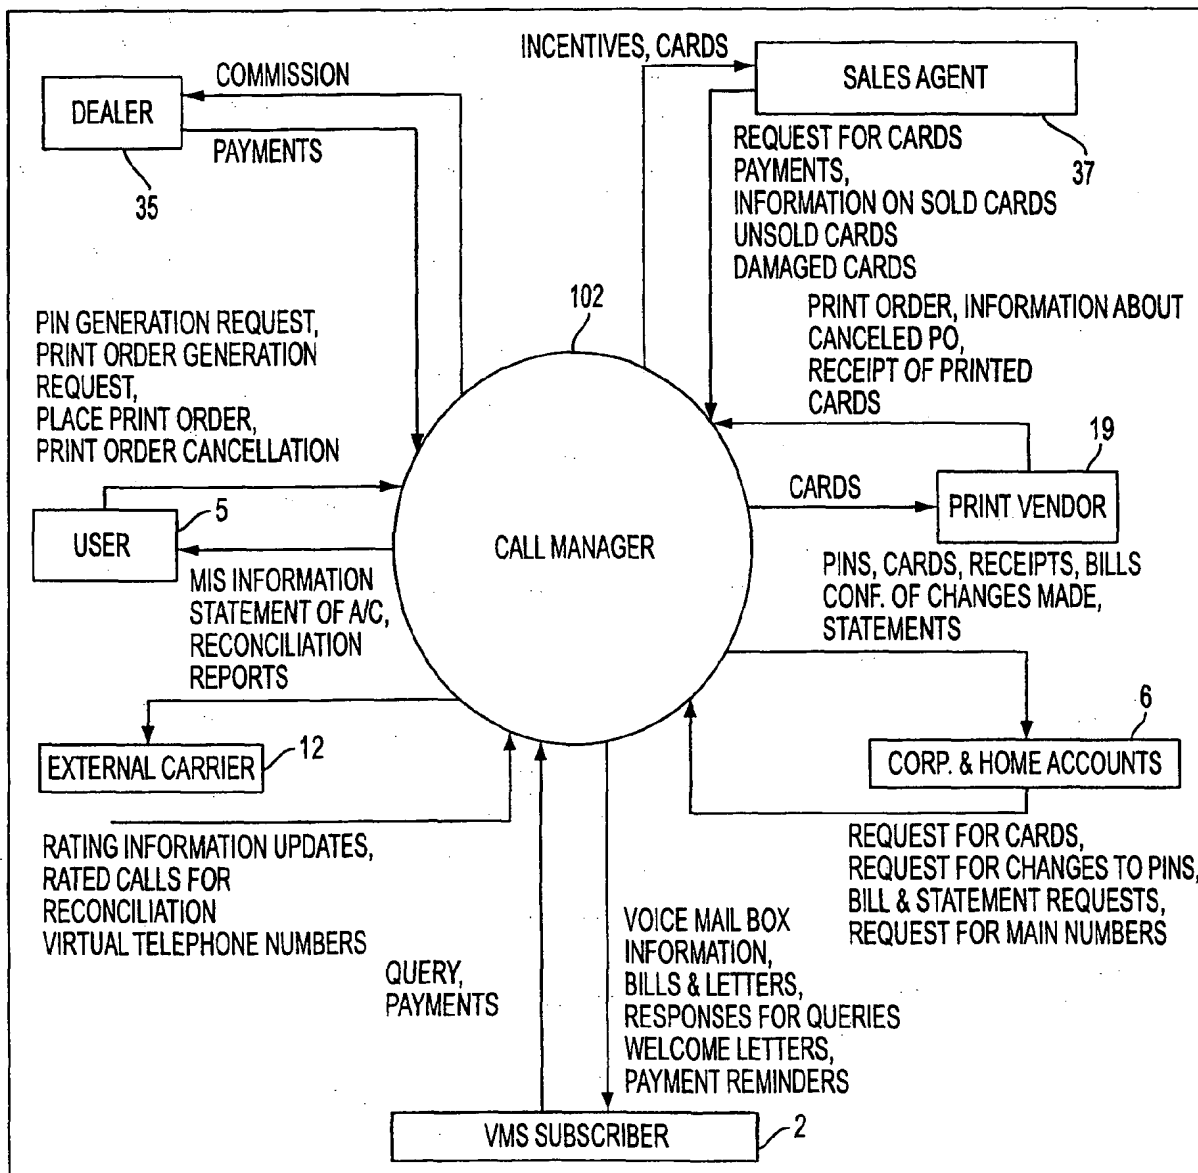 INCENTIVES, CARDS
COMMISSION
DEALER
SALES AGENT
PAYMENTS
35
REQUEST FOR CARDS
PAYMENTS,
INFORMATION ON SOLD CARDS
UNSOLD CARDS
DAMAGED CARDS
37
102
PRINT ORDER, INFORMATION ABOUT
CANCELED PO,
RECEIPT OF PRINTED
CARDS
PIN GENERATION REQUEST,
PRINT ORDER GENERATION
REQUEST,
PLACE PRINT ORDER,
PRINT ORDER CANCELLATION
19
CARDS
PRINT VENDOR
5
USER
CALL MANAGER
MIS INFORMATION
STATEMENT OF A/C,
RECONCILIATION
REPORTS
PINS, CARDS, RECEIPTS, BILLS
CONF. OF CHANGES MADE,
STATEMENTS
6
EXTERNAL CARRIER
12
CORP. & HOME ACCOUNTS
RATING INFORMATION UPDATES,
RATED CALLS FOR
RECONCILIATION
VIRTUAL TELEPHONE NUMBERS
REQUEST FOR CARDS,
REQUEST FOR CHANGES TO PINS,
BILL & STATEMENT REQUESTS,
REQUEST FOR MAIN NUMBERS
QUERY,
PAYMENTS
VOICE MAIL BOX
INFORMATION,
BILLS & LETTERS,
RESPONSES FOR QUERIES
WELCOME LETTERS,
PAYMENT REMINDERS
VMS SUBSCRIBER
2